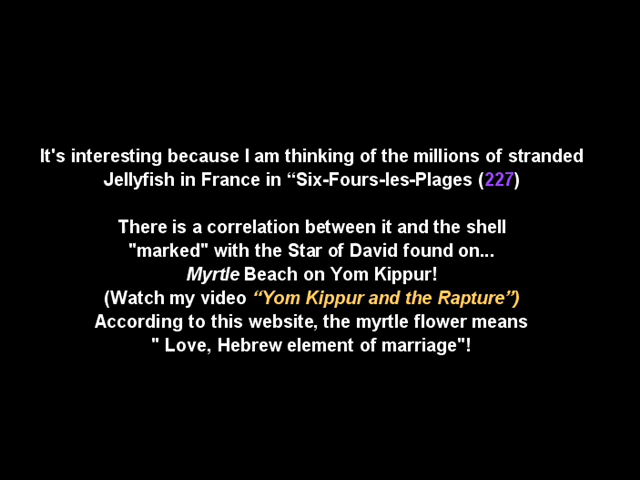 It's interesting because I am thinking of the millions of stranded
Jellyfish in France in “Six-Fours-les-Plages (227)
There is a correlation between it and the shell
"marked" with the Star of David found on...
Myrtle Beach on Yom Kippur!
(Watch my video “Yom Kippur and the Rapture”)
According to this website, the myrtle flower means
" Love, Hebrew element of marriage"!